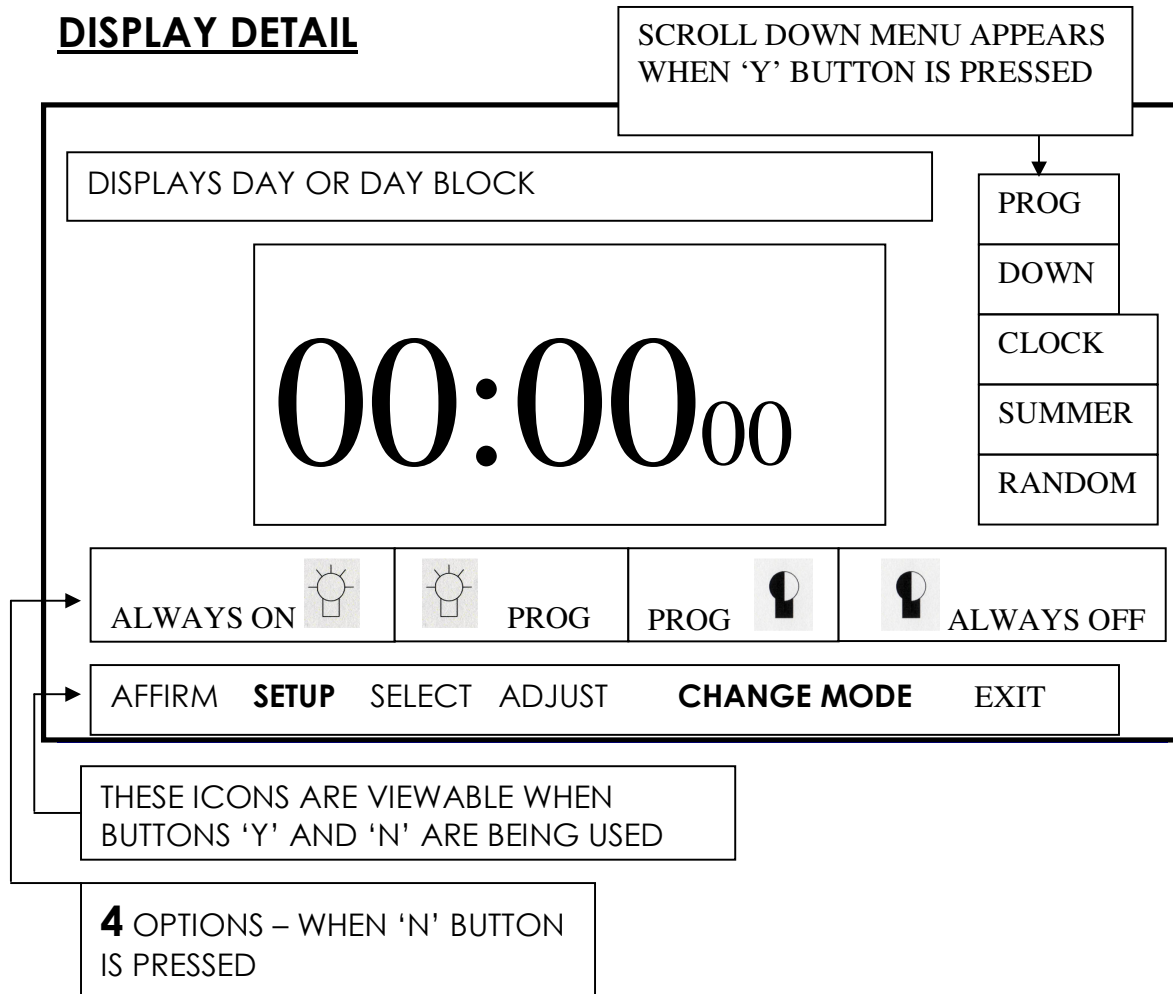 DISPLAY DETAIL
SCROLL DOWN MENU APPEARS
WHEN ‘Y’ BUTTON IS PRESSED
DISPLAYS DAY OR DAY BLOCK
PROG
DOWN
CLOCK
SUMMER
RANDOM
00:00 00
ALWAYS ON PROG PROG ALWAYS OFF
AFFIRM SETUP SELECT ADJUST CHANGE MODE EXIT
THESE ICONS ARE VIEWABLE WHEN
BUTTONS ‘Y’ AND ‘N’ ARE BEING USED
4 OPTIONS – WHEN ‘N’ BUTTON
IS PRESSED